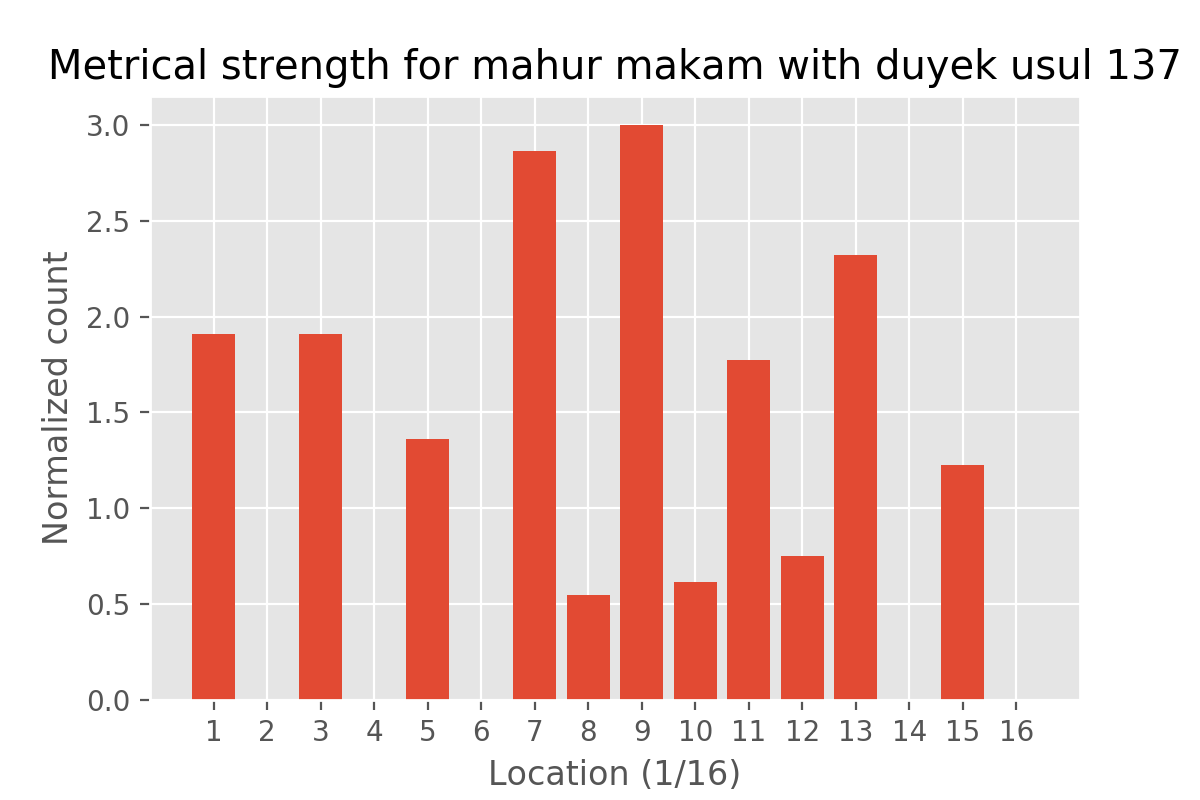 Metrical strength for mahur makam with duyek usul 137
3.0
2.5
2.0
1.5
1.0
0.5
0.0
Normalized count
1 2 3 4 5 6 7 8 9 10 11 12 13 14 15 16
Location (1/16)